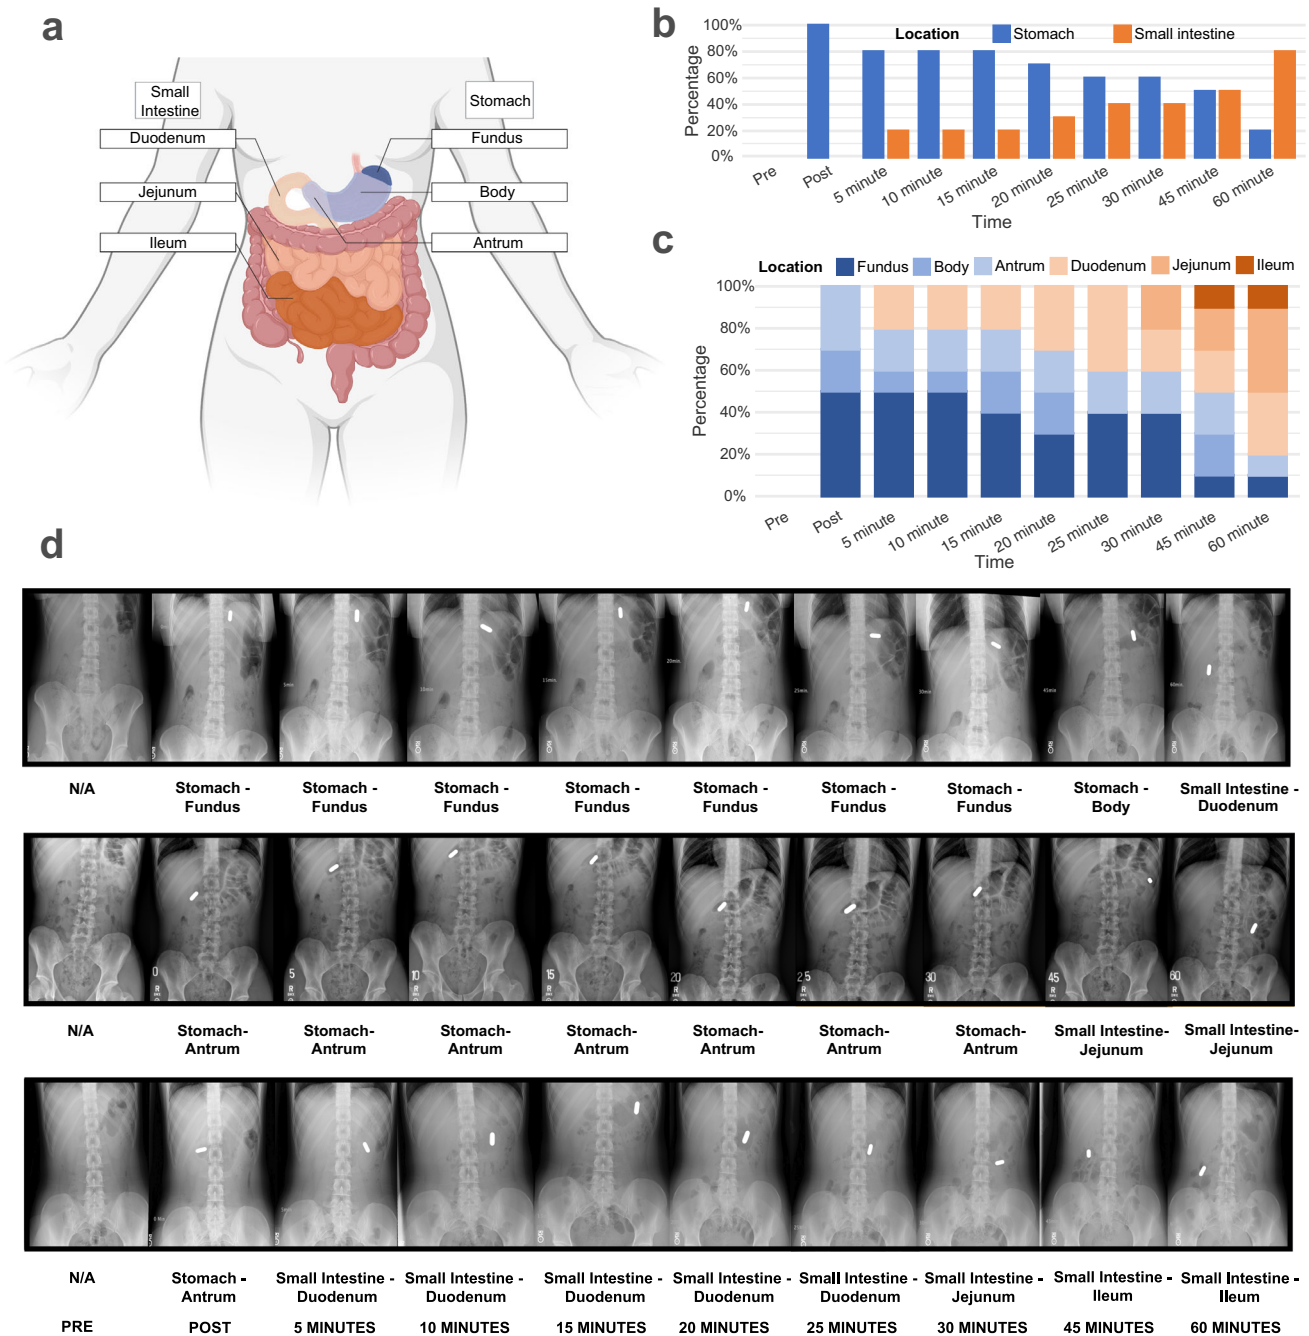 a
Small
Intestine
Stomach
Duodenum
Fundus
Jejunum
Body
Ileum
Antrum
b
Location
Stomach
Small intestine
Percentage
100%
80%
60%
40%
20%
0%
Pre
Post
5 minute
10 minute
15 minute
20 minute
25 minute
30 minute
45 minute
60 minute
Time
c
Location
Fundus
Body
Antrum
Duodenum
Jejunum
Ileum
Percentage
100%
80%
60%
40%
20%
0%
Pre
Post
5 minute
10 minute
15 minute
20 minute
25 minute
30 minute
45 minute
60 minute
Time
d
5min.
10min.
15min.
20min.
25min.
30min.
45min.
60min.
N/A
Stomach -
Fundus
Stomach -
Fundus
Stomach -
Fundus
Stomach -
Fundus
Stomach -
Fundus
Stomach -
Fundus
Stomach -
Fundus
Stomach -
Body
Small Intestine -
Duodenum
0
R
5
R
10
R
15
R
20
R
25
R
30
R
45
R
60
R
N/A
Stomach-
Antrum
Stomach-
Antrum
Stomach-
Antrum
Stomach-
Antrum
Stomach-
Antrum
Stomach-
Antrum
Stomach-
Antrum
Small Intestine-
Jejunum
Small Intestine-
Jejunum
N/A
Stomach -
Antrum
Small Intestine -
Duodenum
Small Intestine -
Duodenum
Small Intestine -
Duodenum
Small Intestine -
Duodenum
Small Intestine -
Duodenum
Small Intestine -
Jejunum
Small Intestine -
Ileum
Small Intestine -
Ileum
PRE
POST
5 MINUTES
10 MINUTES
15 MINUTES
20 MINUTES
25 MINUTES
30 MINUTES
45 MINUTES
60 MINUTES